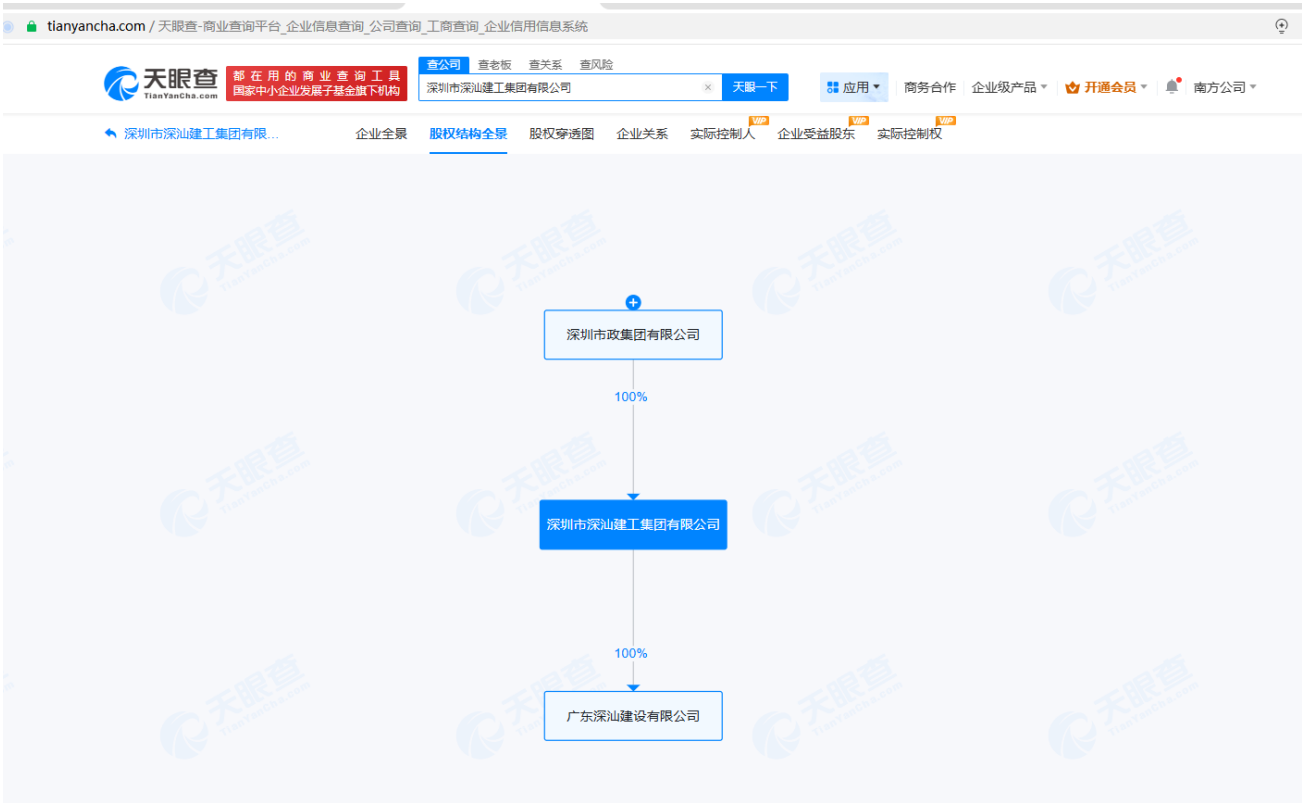 tianyancha.com / 天眼查-商业查询平台_企业信息查询_公司查询_工商查询_企业信用信息系统
天眼查
TianYanCha.com
都在用的商业查询工具
国家中小企业发展子基金旗下机构
查公司 查老板 查关系 查风险
深圳市深汕建工集团有限公司 × 天眼一下
应用 商务合作 企业级产品 开通会员 南方公司
深圳市深汕建工集团有限... 企业全景 股权结构全景 股权穿透图 企业关系 实际控制人 VIP 企业受益股东 VIP 实际控制权 VIP
深圳市政集团有限公司
100%
深圳市深汕建工集团有限公司
100%
广东深汕建设有限公司